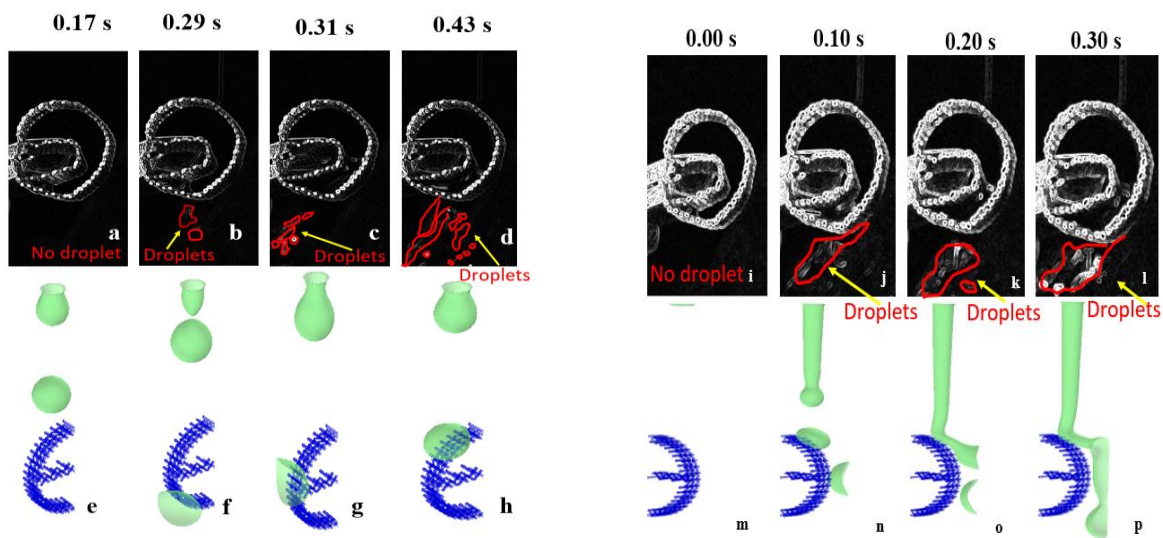 0.17 s 0.29 s 0.31 s 0.43 s
0.00 s 0.10 s 0.20 s 0.30 s
No droplet a
Droplets b
Droplets c
Droplets d
No droplet i
Droplets j
Droplets k
Droplets l
e f g h
m n o p